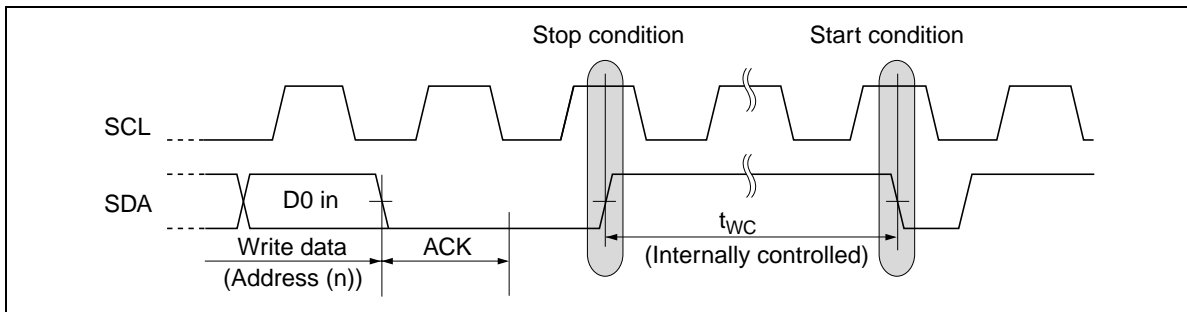 Stop condition
Start condition
SCL
SDA
D0 in
Write data
(Address (n))
ACK
tWC
(Internally controlled)